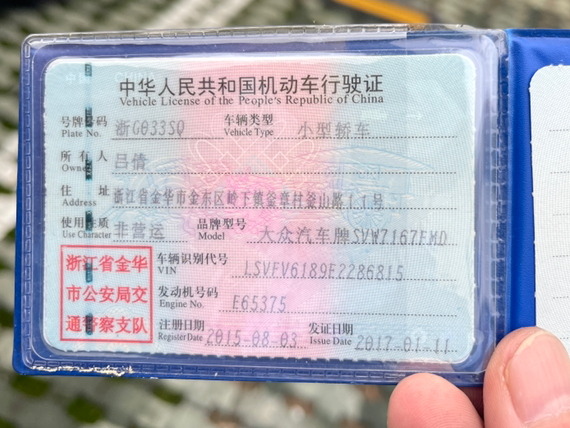 中华人民共和国机动车行驶证
Vehicle License of the People's Republic of China
号牌号码 浙G033SQ 车辆类型 小型轿车
Plate No. Vehicle Type
所有人 吕倩
Owner
住址 浙江省金华市金东区岭下镇釜章村釜山路11号
Address
使用性质 非营运 品牌型号 大众汽车牌SVW7167FMD
Use Character Model
浙江省金华
市公安局交
通警察支队
车辆识别代号 LSVFV6189E2286815
VIN
发动机号码 E65375
Engine No.
注册日期 2015-08-03 发证日期 2017-01-11
Register Date Issue Date